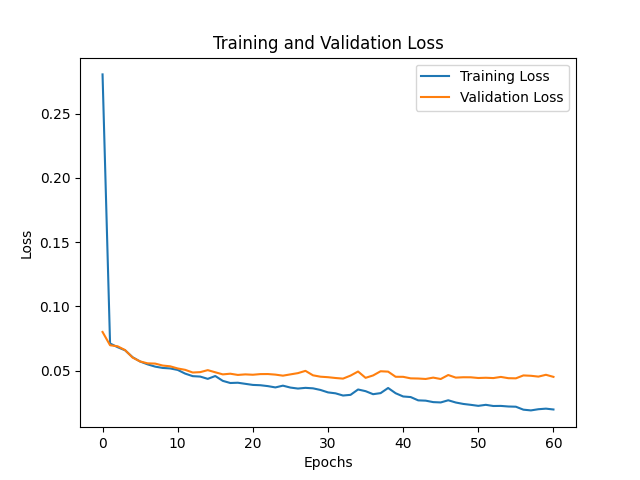 Training and Validation Loss
Training Loss
Validation Loss
0.25
0.20
0.15
0.10
0.05
Loss
0 10 20 30 40 50 60
Epochs